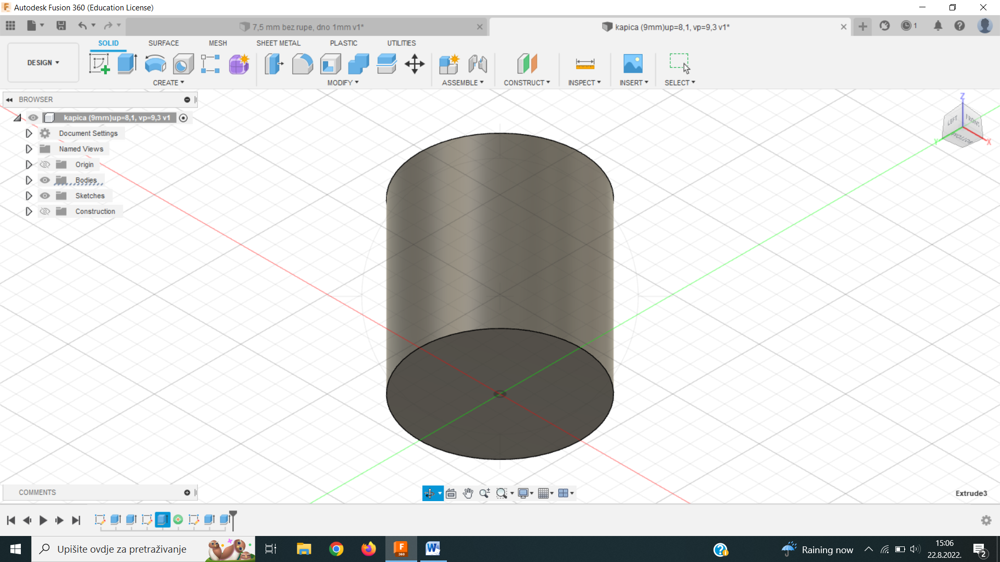 Autodesk Fusion 360 (Education License)
7,5 mm bez rupe, dno 1mm v1*
kapica (9mm)up=8,1, vp=9,3 v1*
1
SOLID SURFACE MESH SHEET METAL PLASTIC UTILITIES
DESIGN
CREATE MODIFY ASSEMBLE CONSTRUCT INSPECT INSERT SELECT
BROWSER
kapica (9mm)up=8,1, vp=9,3 v1
Document Settings
Named Views
Origin
Bodies
Sketches
Construction
Z
LEFT FRONT
BOTTOM
Y X
COMMENTS
Extrude3
Upišite ovdje za pretraživanje
F
360
W
Raining now
15:06
22.8.2022.
2